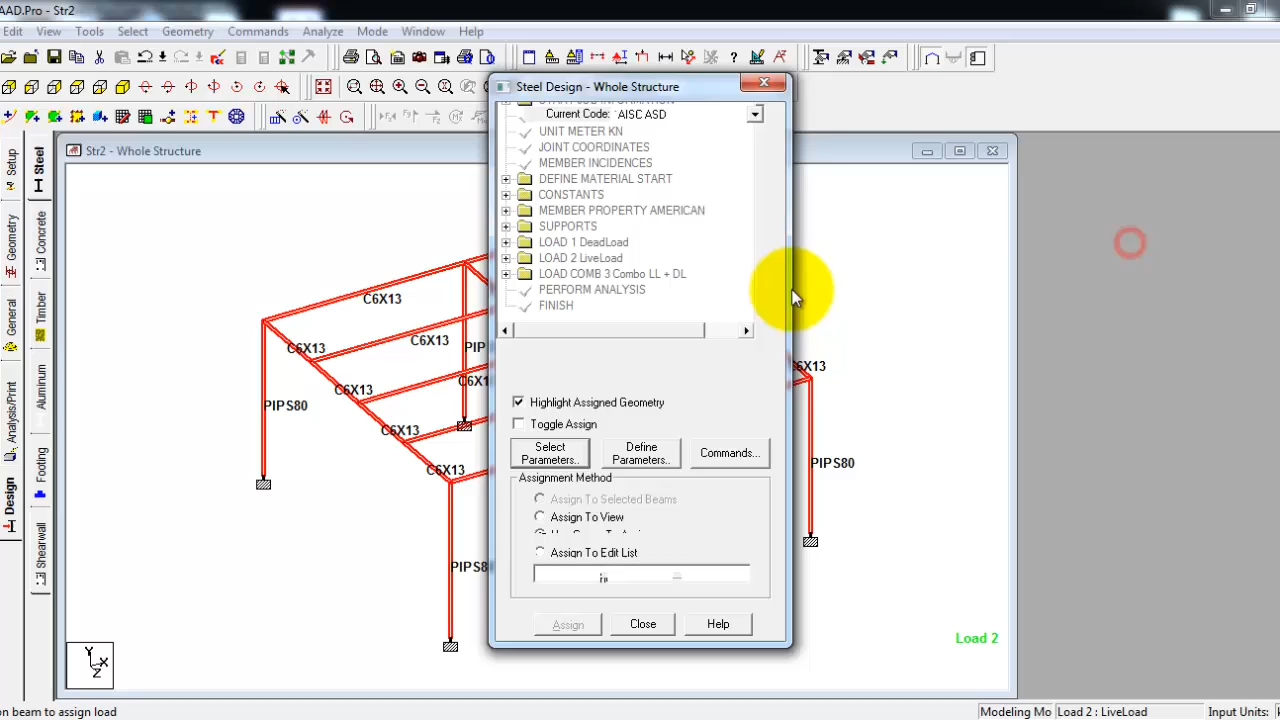 AAD.Pro - Str2
Edit View Tools Select Geometry Commands Analyze Mode Window Help
Setup
Geometry
General
Analysis/Print
Design
Steel
Concrete
Timber
Aluminum
Footing
Shearwall
Str2 - Whole Structure
C6X13
C6X13
C6X13
C6X13
C6X13
C6X13
PIPS80
C6X13
PIPS80
Load 2
Y
X
Z
Steel Design - Whole Structure
Current Code: AISC ASD
UNIT METER KN
JOINT COORDINATES
MEMBER INCIDENCES
DEFINE MATERIAL START
CONSTANTS
MEMBER PROPERTY AMERICAN
SUPPORTS
LOAD 1 DeadLoad
LOAD 2 LiveLoad
LOAD COMB 3 Combo LL + DL
PERFORM ANALYSIS
FINISH
Highlight Assigned Geometry
Toggle Assign
Select Parameters..
Define Parameters..
Commands...
Assignment Method
Assign To Selected Beams
Assign To View
Assign To Edit List
Assign Close Help
on beam to assign load
Modeling Mo Load 2 : LiveLoad Input Units: